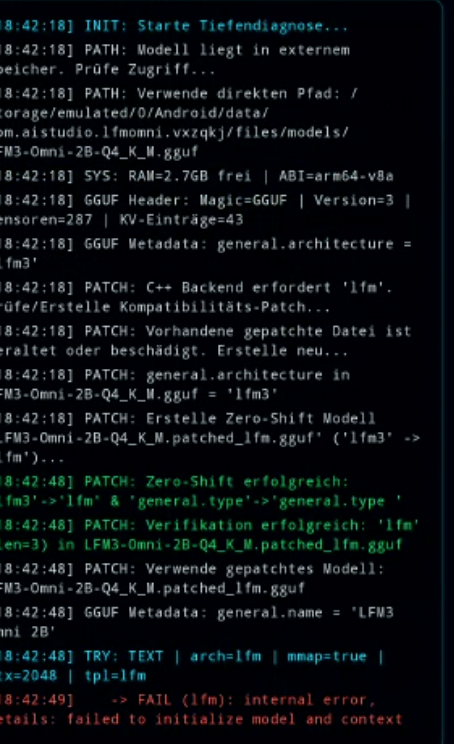 8:42:18] INIT: Starte Tiefendiagnose...
8:42:18] PATH: Modell liegt in externem
peicher. Prüfe Zugriff...
8:42:18] PATH: Verwende direkten Pfad: /
torage/emulated/0/Android/data/
om.aistudio.lfmomni.vxzqkj/files/models/
FM3-Omni-2B-Q4_K_M.gguf
8:42:18] SYS: RAM=2.7GB frei | ABI=arm64-v8a
8:42:18] GGUF Header: Magic=GGUF | Version=3 |
ensoren=287 | KV-Einträge=43
8:42:18] GGUF Metadata: general.architecture =
lfm3'
8:42:18] PATCH: C++ Backend erfordert 'lfm'.
rüfe/Erstelle Kompatibilitäts-Patch...
8:42:18] PATCH: Vorhandene gepatchte Datei ist
eraltet oder beschädigt. Erstelle neu...
8:42:18] PATCH: general.architecture in
FM3-Omni-2B-Q4_K_M.gguf = 'lfm3'
8:42:18] PATCH: Erstelle Zero-Shift Modell
LFM3-Omni-2B-Q4_K_M.patched_lfm.gguf' ('lfm3' ->
lfm')...
8:42:48] PATCH: Zero-Shift erfolgreich:
lfm3'->'lfm' & 'general.type'->'general.type '
8:42:48] PATCH: Verifikation erfolgreich: 'lfm'
len=3) in LFM3-Omni-2B-Q4_K_M.patched_lfm.gguf
8:42:48] PATCH: Verwende gepatchtes Modell:
FM3-Omni-2B-Q4_K_M.patched_lfm.gguf
8:42:48] GGUF Metadata: general.name = 'LFM3
mni 2B'
8:42:48] TRY: TEXT | arch=lfm | mmap=true |
tx=2048 | tpl=lfm
8:42:49] -> FAIL (lfm): internal error,
etails: failed to initialize model and context